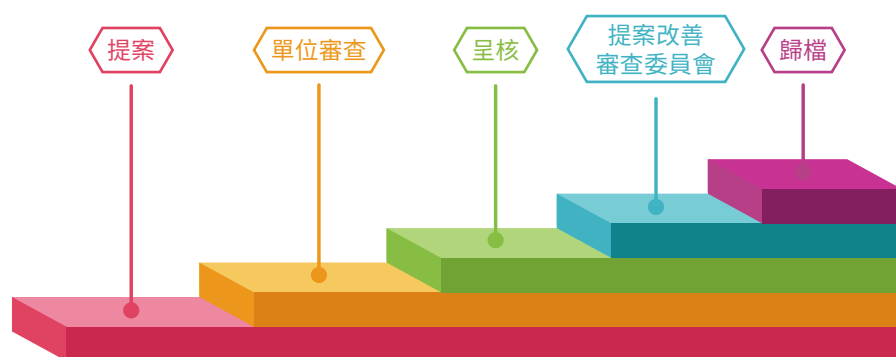 提案
單位審查
呈核
提案改善
審查委員會
歸檔